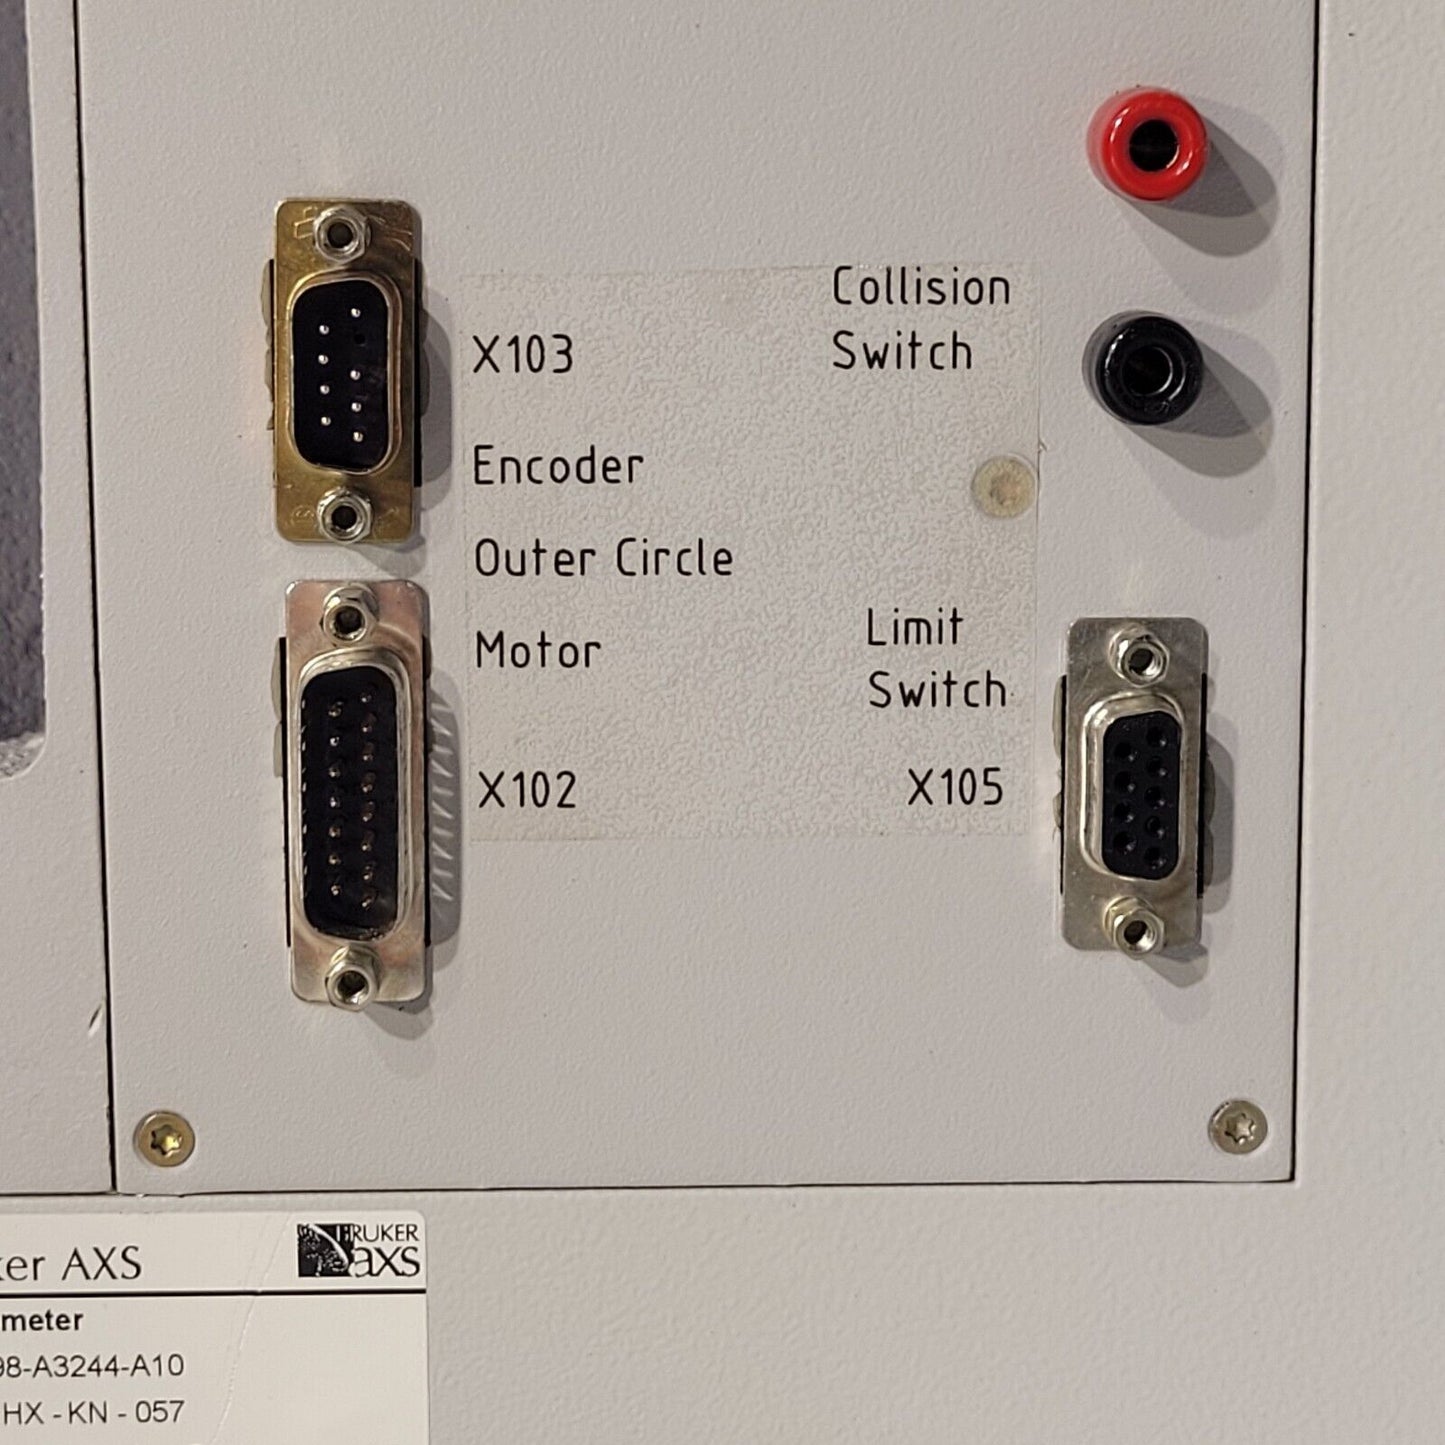 Collision
Switch
X103
Encoder
Outer Circle
Motor
Limit
Switch
X102
X105
ker AXS
BRUKER
AXS
meter
98-A3244-A10
HX - KN - 057